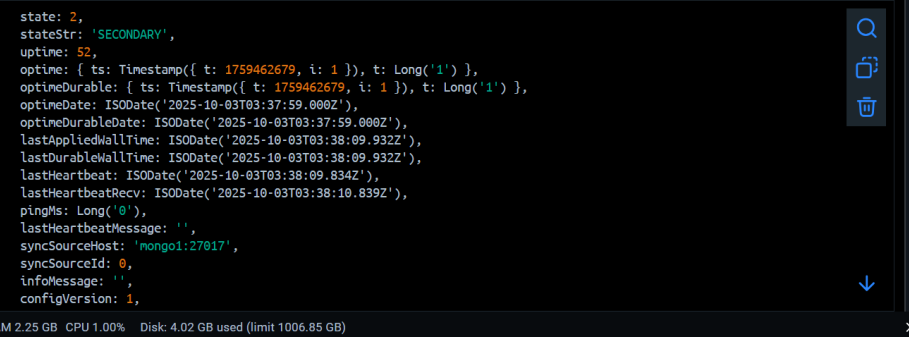 state: 2,
stateStr: 'SECONDARY',
uptime: 52,
optime: { ts: Timestamp({ t: 1759462679, i: 1 }), t: Long('1') },
optimeDurable: { ts: Timestamp({ t: 1759462679, i: 1 }), t: Long('1') },
optimeDate: ISODate('2025-10-03T03:37:59.000Z'),
optimeDurableDate: ISODate('2025-10-03T03:37:59.000Z'),
lastAppliedWallTime: ISODate('2025-10-03T03:38:09.932Z'),
lastDurableWallTime: ISODate('2025-10-03T03:38:09.932Z'),
lastHeartbeat: ISODate('2025-10-03T03:38:09.834Z'),
lastHeartbeatRecv: ISODate('2025-10-03T03:38:10.839Z'),
pingMs: Long('0'),
lastHeartbeatMessage: '',
syncSourceHost: 'mongo1:27017',
syncSourceId: 0,
infoMessage: '',
configVersion: 1,
AM 2.25 GB CPU 1.00% Disk: 4.02 GB used (limit 1006.85 GB)